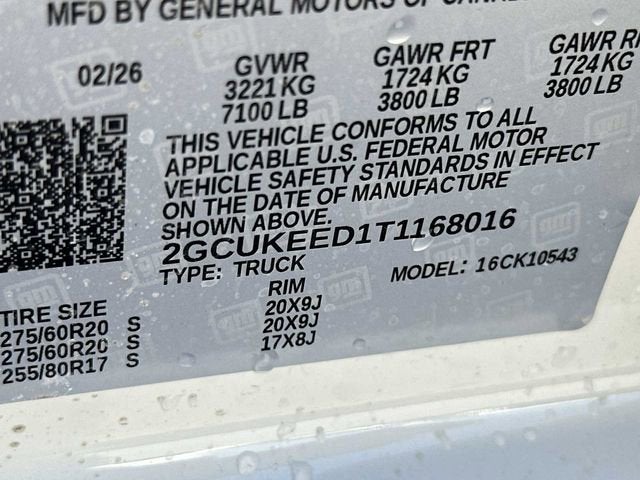 MFD BY GENERAL MOTORS OF
02/26 GVWR GAWR FRT GAWR
3221 KG 1724 KG 1724 KG
7100 LB 3800 LB 3800 LB
THIS VEHICLE CONFORMS TO ALL
APPLICABLE U.S. FEDERAL MOTOR
VEHICLE SAFETY STANDARDS IN EFFECT
ON THE DATE OF MANUFACTURE
SHOWN ABOVE.
2GCUKEED1T1168016
TYPE: TRUCK MODEL: 16CK10543
TIRE SIZE RIM
275/60R20 S 20X9J
275/60R20 S 20X9J
255/80R17 S 17X8J